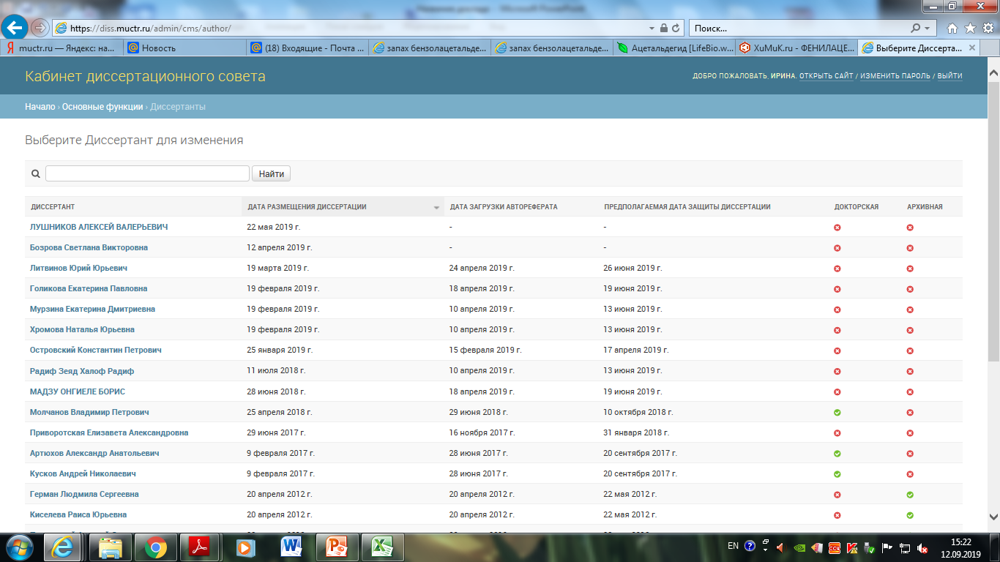 https://diss.muctr.ru/admin/cms/author/ Поиск...
muctr.ru — Яндекс: на... Новость (18) Входящие - Почта ... запах бензолацетальде... запах бензолацетальде... Ацетальдегид [LifeBio.w... XuMuK.ru - ФЕНИЛАЦЕ... Выберите Диссерта...
Кабинет диссертационного совета
ДОБРО ПОЖАЛОВАТЬ, ИРИНА. ОТКРЫТЬ САЙТ / ИЗМЕНИТЬ ПАРОЛЬ / ВЫЙТИ
Начало › Основные функции › Диссертанты
Выберите Диссертант для изменения
Найти
ДИССЕРТАНТ ДАТА РАЗМЕЩЕНИЯ ДИССЕРТАЦИИ ДАТА ЗАГРУЗКИ АВТОРЕФЕРАТА ПРЕДПОЛАГАЕМАЯ ДАТА ЗАЩИТЫ ДИССЕРТАЦИИ ДОКТОРСКАЯ АРХИВНАЯ
ЛУШНИКОВ АЛЕКСЕЙ ВАЛЕРЬЕВИЧ 22 мая 2019 г. - -
Бозрова Светлана Викторовна 12 апреля 2019 г. - -
Литвинов Юрий Юрьевич 19 марта 2019 г. 24 апреля 2019 г. 26 июня 2019 г.
Голикова Екатерина Павловна 19 февраля 2019 г. 18 апреля 2019 г. 19 июня 2019 г.
Мурзина Екатерина Дмитриевна 19 февраля 2019 г. 10 апреля 2019 г. 13 июня 2019 г.
Хромова Наталья Юрьевна 19 февраля 2019 г. 10 апреля 2019 г. 13 июня 2019 г.
Островский Константин Петрович 25 января 2019 г. 15 февраля 2019 г. 17 апреля 2019 г.
Радиф Зеяд Халоф Радиф 11 июля 2018 г. 10 апреля 2019 г. 13 июня 2019 г.
МАДЗУ ОНГИЕЛЕ БОРИС 28 июня 2018 г. 18 апреля 2019 г. 19 июня 2019 г.
Молчанов Владимир Петрович 25 апреля 2018 г. 29 июня 2018 г. 10 октября 2018 г.
Приворотская Елизавета Александровна 29 июня 2017 г. 16 ноября 2017 г. 31 января 2018 г.
Артюхов Александр Анатольевич 9 февраля 2017 г. 28 июня 2017 г. 20 сентября 2017 г.
Кусков Андрей Николаевич 9 февраля 2017 г. 28 июня 2017 г. 20 сентября 2017 г.
Герман Людмила Сергеевна 20 апреля 2012 г. 20 апреля 2012 г. 22 мая 2012 г.
Киселева Раиса Юрьевна 20 апреля 2012 г. 20 апреля 2012 г. 22 мая 2012 г.
EN 15:22
12.09.2019